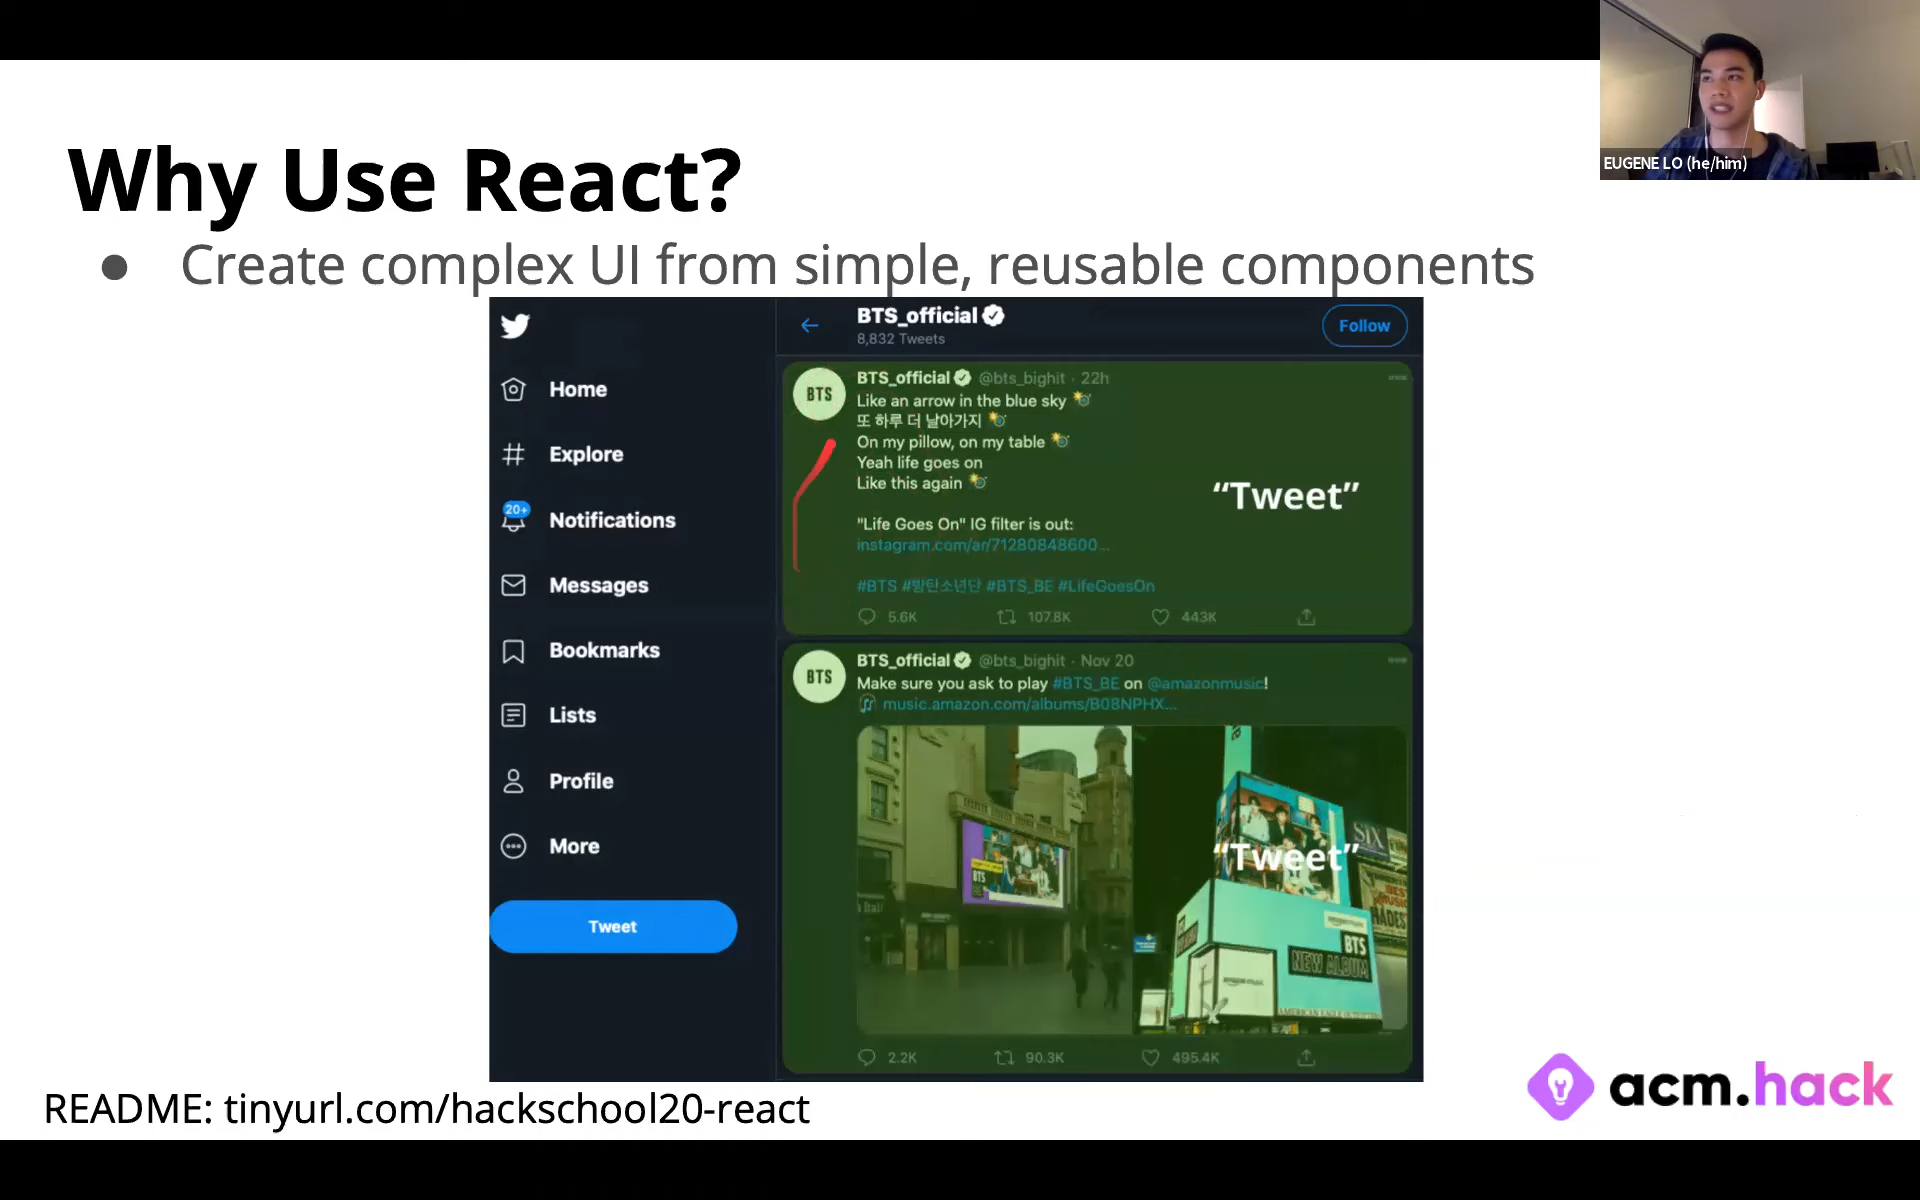 EUGENE LO (he/him)
Why Use React?
● Create complex UI from simple, reusable components
Home
Explore
20+
Notifications
Messages
Bookmarks
Lists
Profile
More
Tweet
BTS_official
8,832 Tweets
Follow
BTS
BTS_official @bts_bighit · 22h
Like an arrow in the blue sky
또 하루 더 날아가지
On my pillow, on my table
Yeah life goes on
Like this again
"Life Goes On" IG filter is out:
instagram.com/ar/71280848600...
#BTS #방탄소년단 #BTS_BE #LifeGoesOn
5.6K 107.8K 443K
“Tweet”
BTS
BTS_official @bts_bighit · Nov 20
Make sure you ask to play #BTS_BE on @amazonmusic!
music.amazon.com/albums/B08NPHX...
BTS
SIX
“Tweet”
HADES
BTS
NEW ALBUM
2.2K 90.3K 495.4K
README: tinyurl.com/hackschool20-react
acm.hack